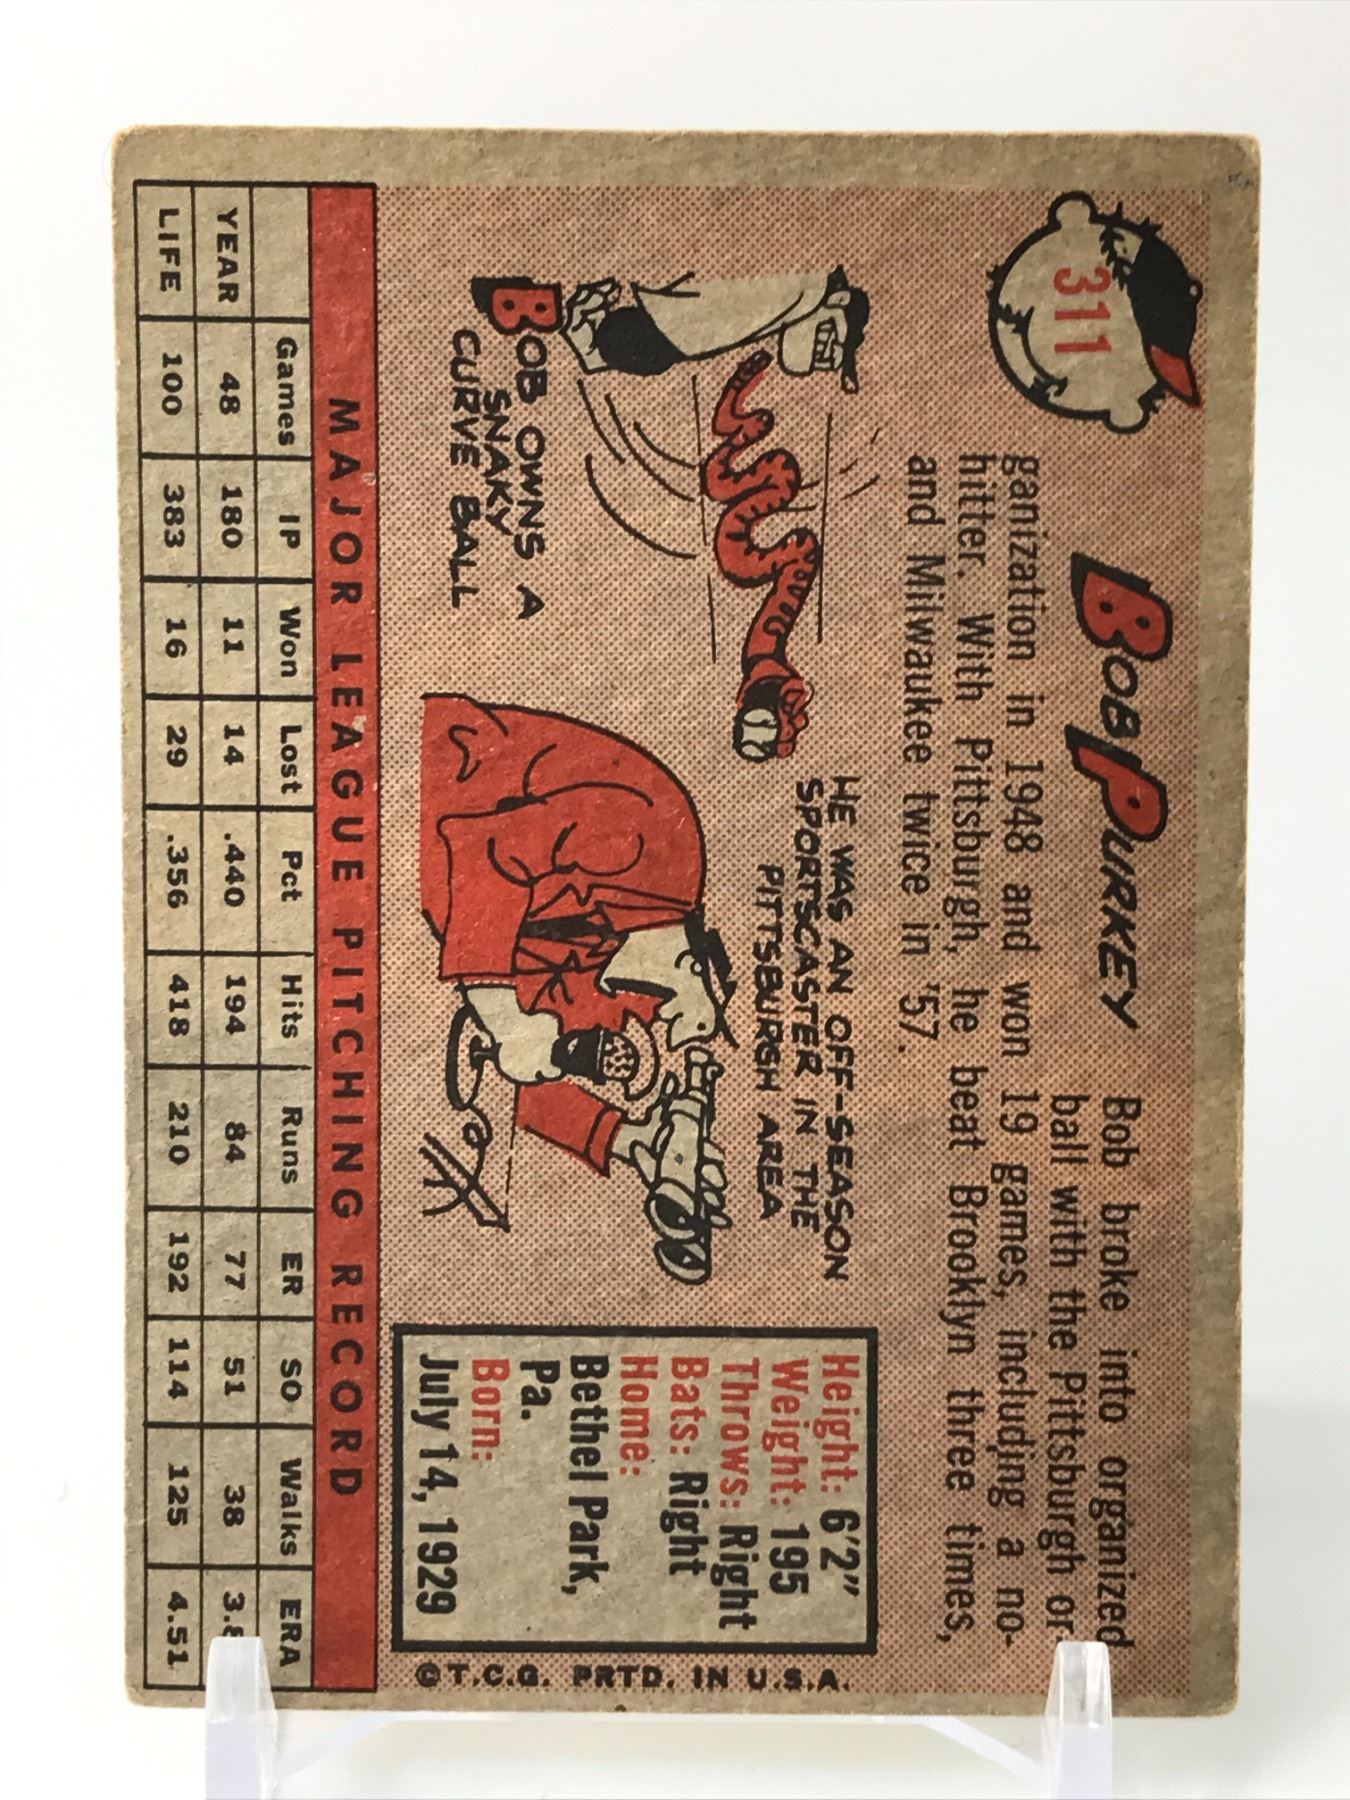 311
BOB PURKEY
Bob broke into organized
ball with the Pittsburgh or-
ganization in 1948 and won 19 games, including a no-
hitter. With Pittsburgh, he beat Brooklyn three times,
and Milwaukee twice in '57.
BOB OWNS A
SNAKY
CURVE BALL
HE WAS AN OFF-SEASON
SPORTSCASTER IN THE
PITTSBURGH AREA
Height: 6'2"
Weight: 195
Throws: Right
Bats: Right
Home:
Bethel Park,
Pa.
Born:
July 14, 1929
©T.C.G. PRTD. IN U.S.A.
MAJOR LEAGUE PITCHING RECORD
Games IP Won Lost Pct Hits Runs ER SO Walks ERA
YEAR 48 180 11 14 .440 194 84 77 51 38
LIFE 100 383 16 29 .356 418 210 192 114 125 4.51